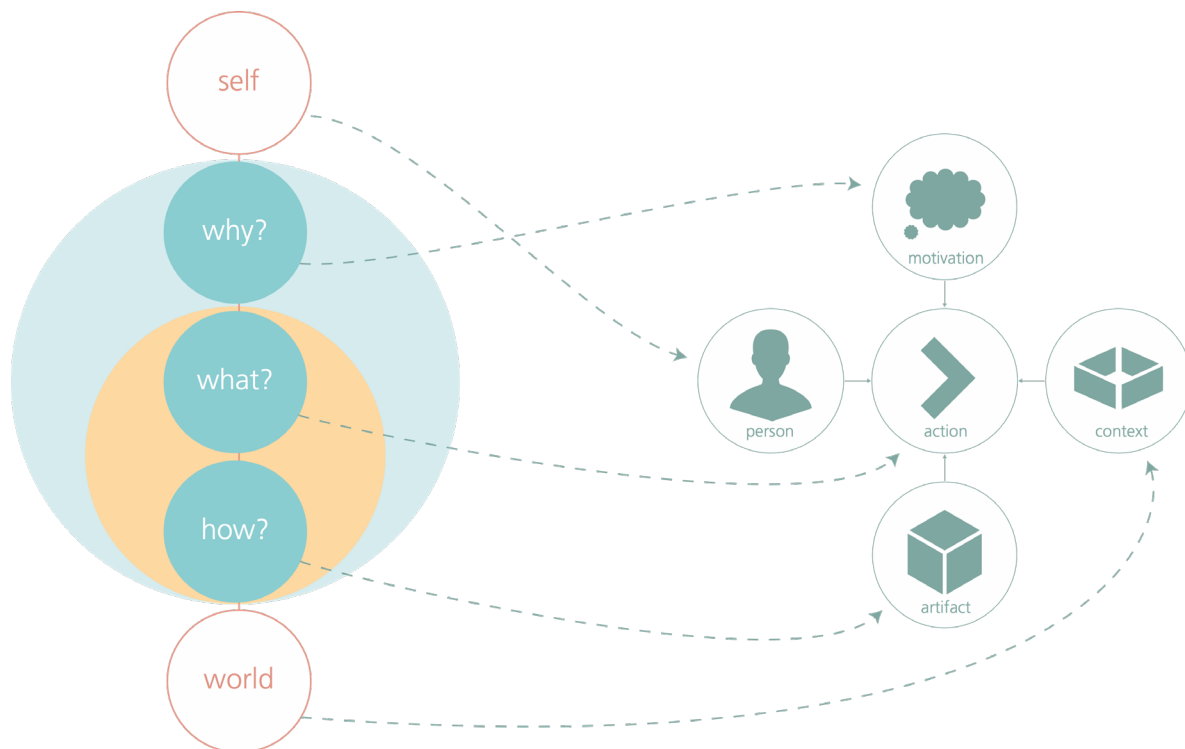 self
why?
what?
how?
world
motivation
person
action
context
artifact